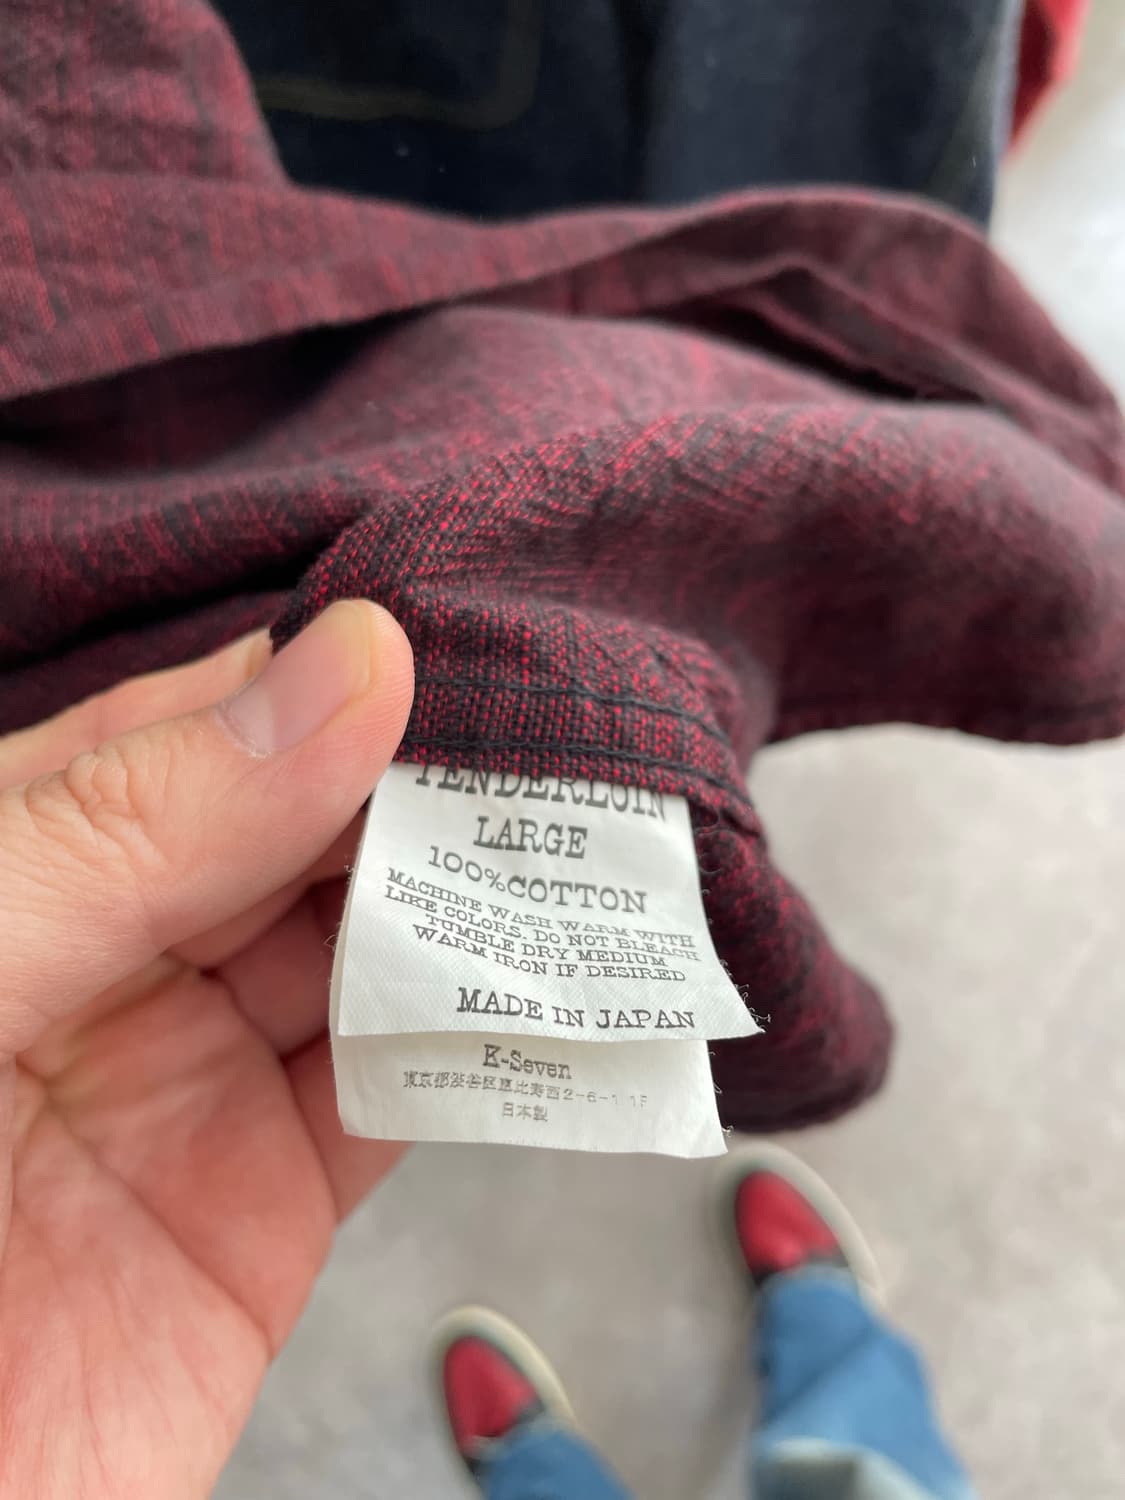 TENDERLOIN
LARGE
100%COTTON
MACHINE WASH WARM WITH
LIKE COLORS. DO NOT BLEACH
TUMBLE DRY MEDIUM
WARM IRON IF DESIRED
MADE IN JAPAN
K-Seven
東京都渋谷区恵比寿西2-6-1 1F
日本製